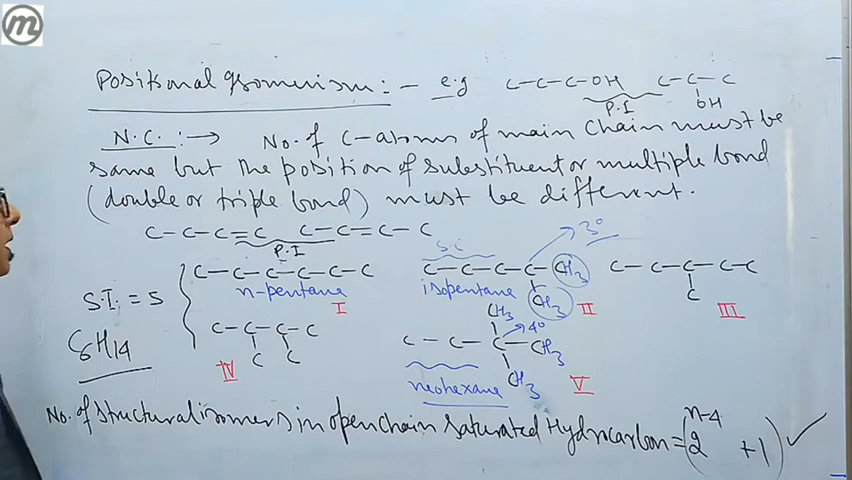 m
Positional Isomerism:- e.g C-C-C-OH C-C-C
OH
P.I
N.C. :→ No. of C-atoms of main chain must be
same but the position of substituent or multiple bond
(double or triple bond) must be different.
C-C-C=C C-C=C-C
P.I
S.I. = 5
C6H14
C-C-C-C-C-C
n-pentane
I
S.C
C-C-C-C-CH3
3°
CH3
isopentane
II
C-C-C-C-C
C
III
C-C-C-C
C C
IV
CH3
4°
C-C-C-CH3
CH3
neohexane
V
No. of structural isomers in open chain saturated Hydrocarbon = (2^n-4 +1)